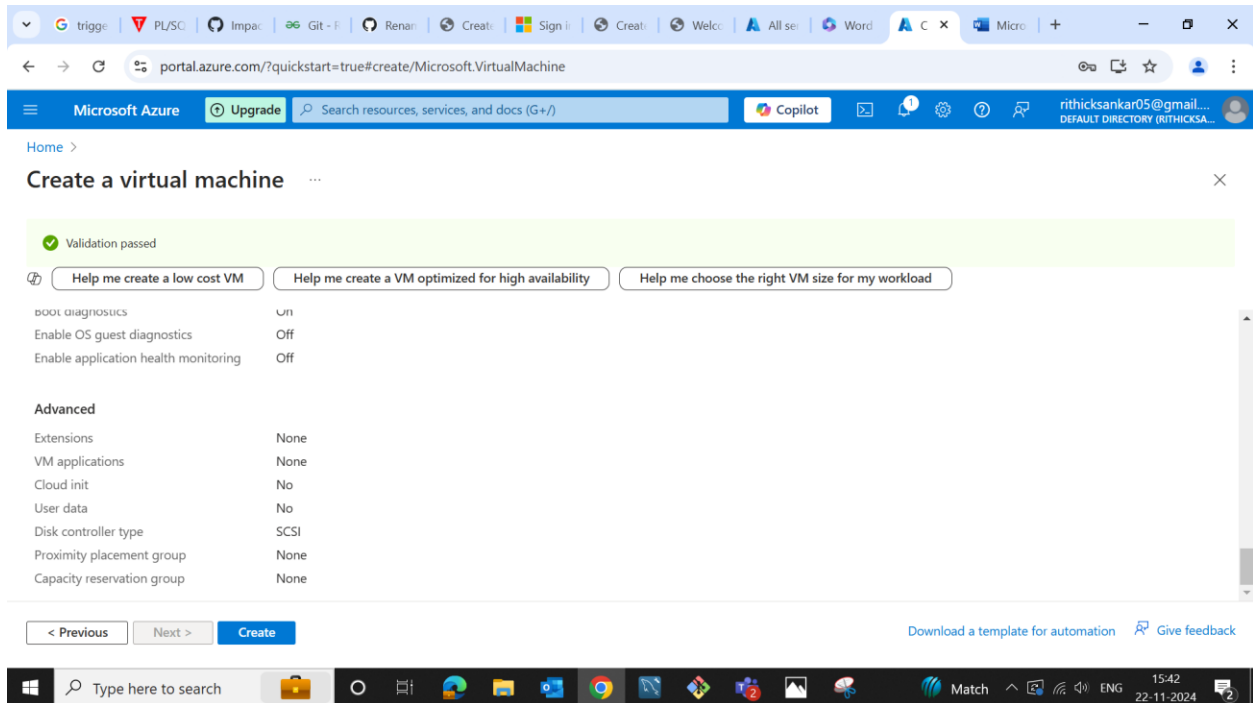 trigge
PL/SO
Impac
Git - F
Renan
Create
Sign i
Creat
Welcc
All ser
Word
C
Micro
portal.azure.com/?quickstart=true#create/Microsoft.VirtualMachine
Microsoft Azure
Upgrade
Search resources, services, and docs (G+/)
Copilot
1
rithicksankar05@gmail....
DEFAULT DIRECTORY (RITHICKSA...
Home >
Create a virtual machine ...
Validation passed
Help me create a low cost VM
Help me create a VM optimized for high availability
Help me choose the right VM size for my workload
Boot diagnostics On
Enable OS guest diagnostics Off
Enable application health monitoring Off
Advanced
Extensions None
VM applications None
Cloud init No
User data No
Disk controller type SCSI
Proximity placement group None
Capacity reservation group None
< Previous
Next >
Create
Download a template for automation
Give feedback
Type here to search
2
Match
ENG
15:42
22-11-2024
2